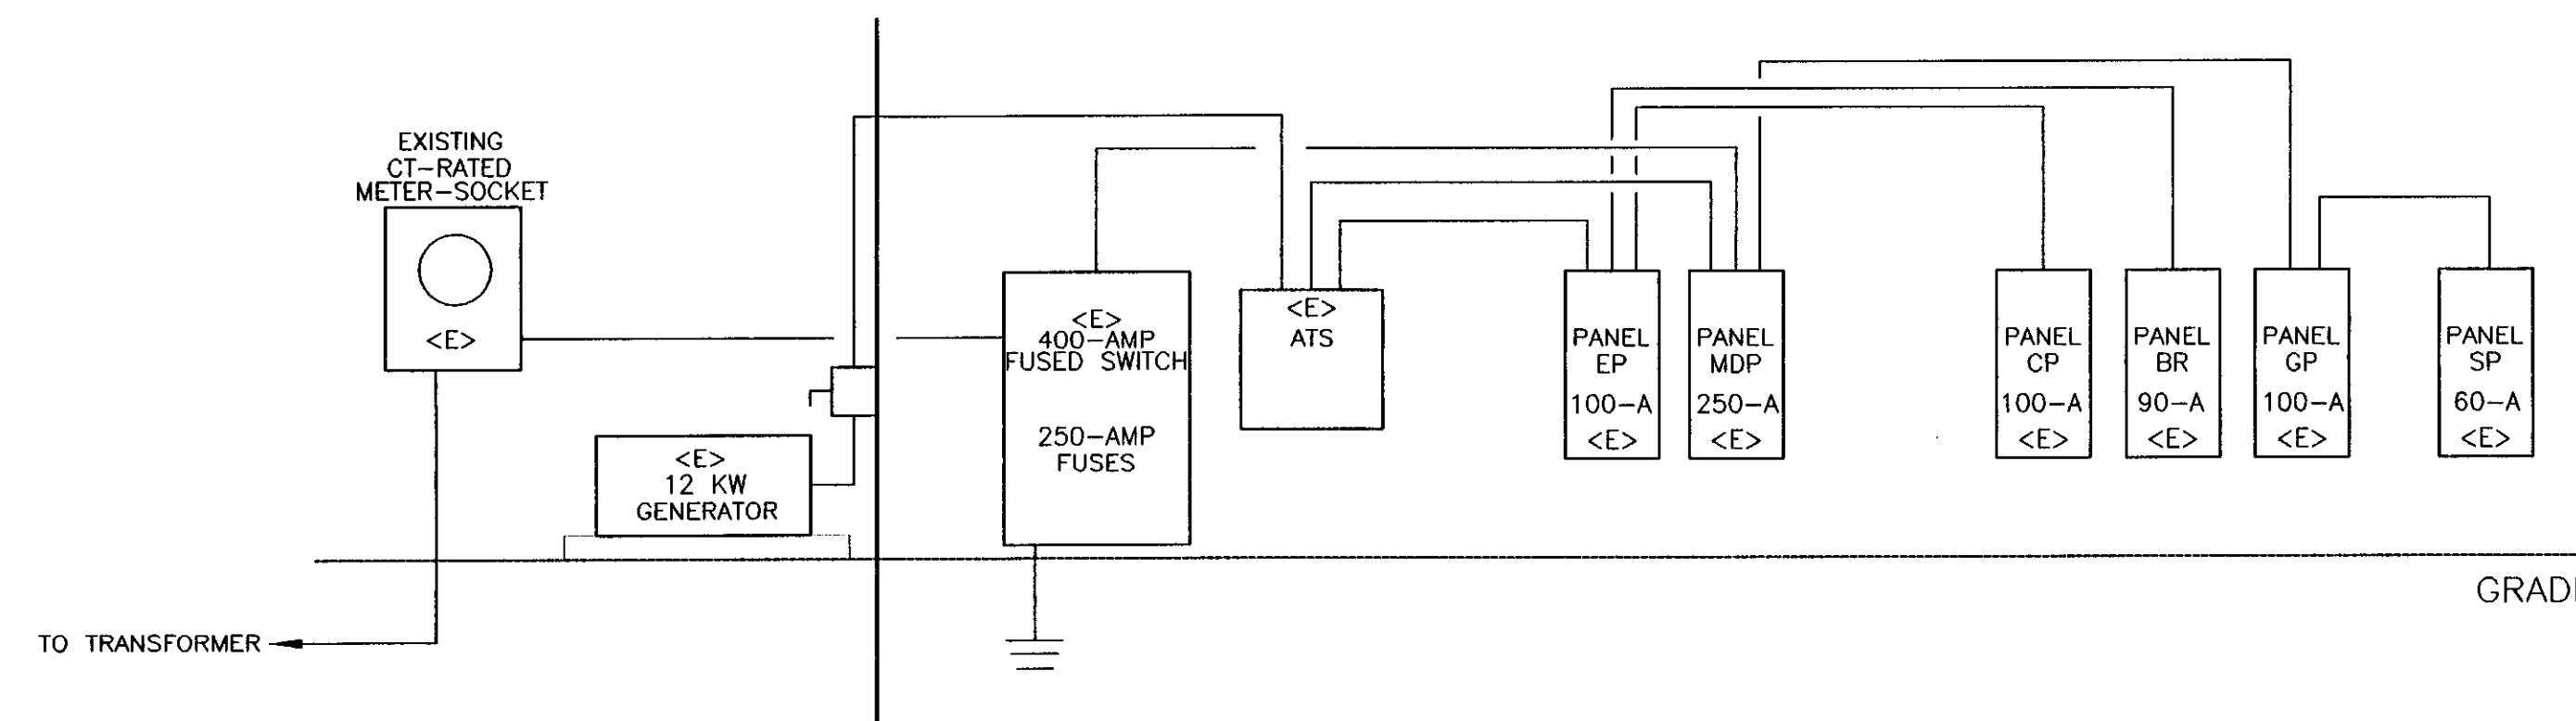 EXISTING
CT-RATED
METER-SOCKET
<E>
TO TRANSFORMER
<E>
12 KW
GENERATOR
<E>
400-AMP
FUSED SWITCH
250-AMP
FUSES
<E>
ATS
PANEL
EP
100-A
<E>
PANEL
MDP
250-A
<E>
PANEL
CP
100-A
<E>
PANEL
BR
90-A
<E>
PANEL
GP
100-A
<E>
PANEL
SP
60-A
<E>
GRAD